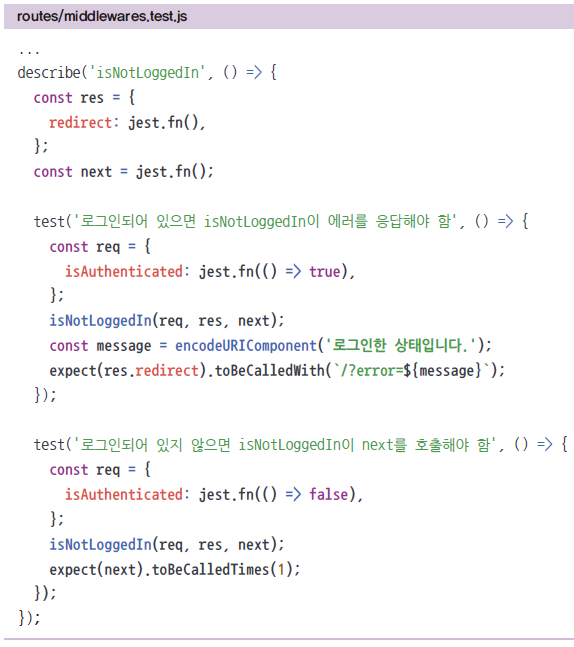 routes/middlewares.test.js
...
describe('isNotLoggedIn', () => {
  const res = {
    redirect: jest.fn(),
  };
  const next = jest.fn();

  test('로그인되어 있으면 isNotLoggedIn이 에러를 응답해야 함', () => {
    const req = {
      isAuthenticated: jest.fn(() => true),
    };
    isNotLoggedIn(req, res, next);
    const message = encodeURIComponent('로그인한 상태입니다.');
    expect(res.redirect).toBeCalledWith(`/?error=${message}`);
  });

  test('로그인되어 있지 않으면 isNotLoggedIn이 next를 호출해야 함', () => {
    const req = {
      isAuthenticated: jest.fn(() => false),
    };
    isNotLoggedIn(req, res, next);
    expect(next).toBeCalledTimes(1);
  });
});